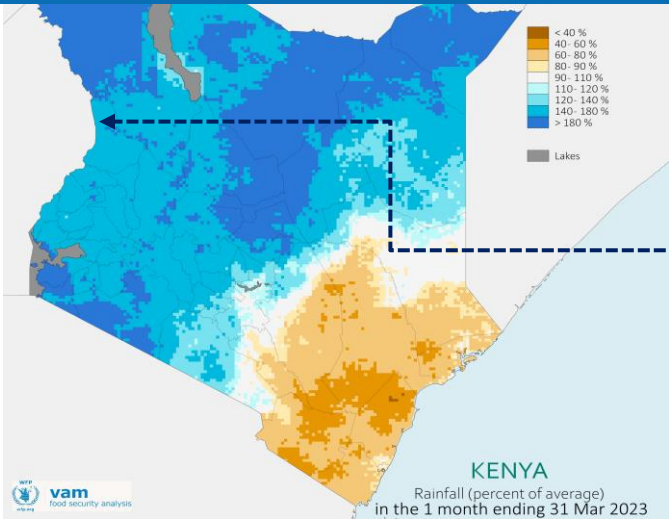 < 40 %
40- 60 %
60- 80 %
80- 90 %
90- 110 %
110- 120 %
120- 140 %
140- 180 %
> 180 %
Lakes
WFP
wfp.org
vam
food security analysis
KENYA
Rainfall (percent of average)
in the 1 month ending 31 Mar 2023